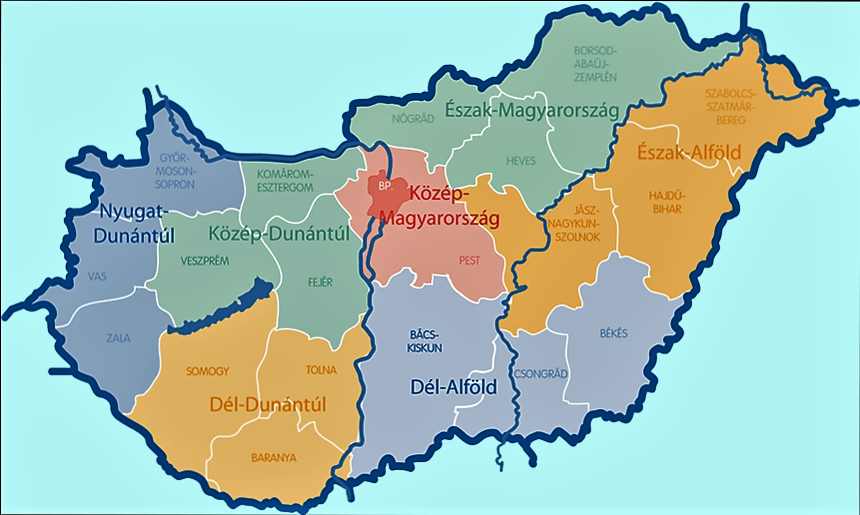 BORSOD-
ABAÚJ-
ZEMPLÉN
SZABOLCS-
SZATMÁR-
BEREG
NÓGRÁD
Észak-Magyarország
HEVES
Észak-Alföld
GYŐR-
MOSON-
SOPRON
KOMÁROM-
ESZTERGOM
BP.
Közép-
Magyarország
HAJDÚ-
BIHAR
JÁSZ-
NAGYKUN-
SZOLNOK
Nyugat-
Dunántúl
Közép-Dunántúl
VESZPRÉM
PEST
VAS
FEJÉR
ZALA
BÁCS-
KISKUN
BÉKÉS
SOMOGY
TOLNA
CSONGRÁD
Dél-Alföld
Dél-Dunántúl
BARANYA